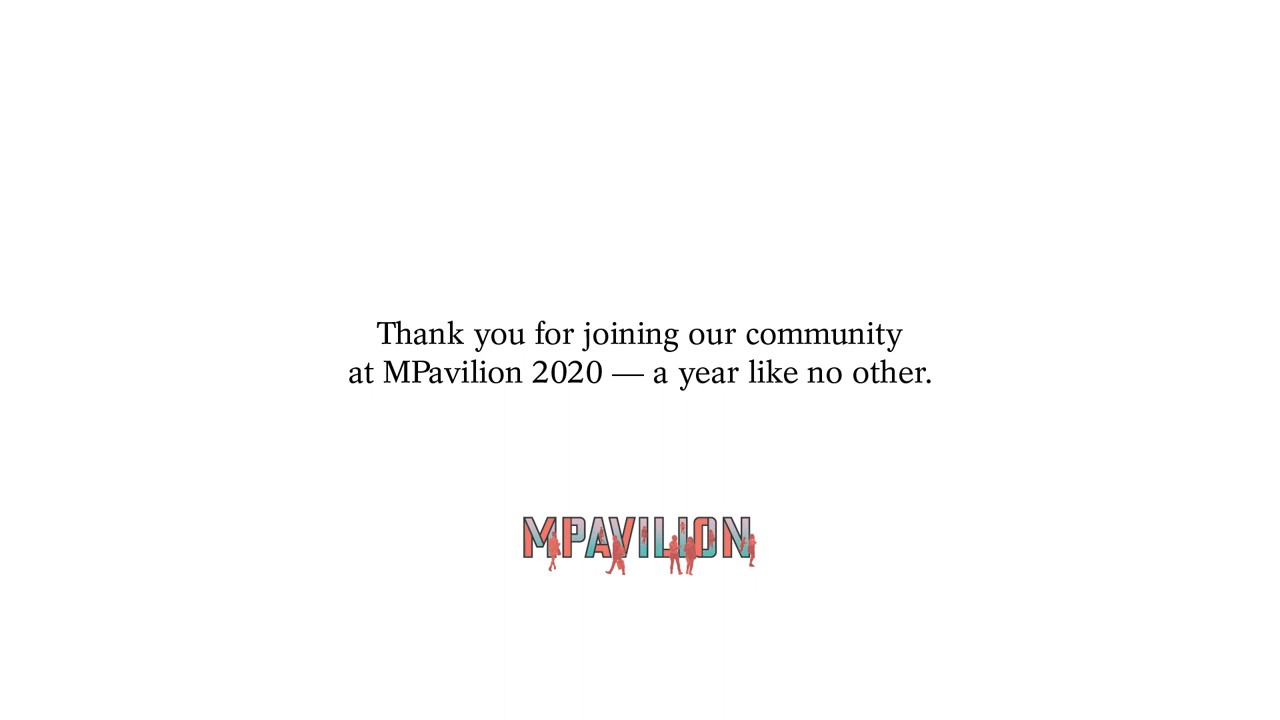 Thank you for joining our community
at MPavilion 2020 — a year like no other.
MPAVILION